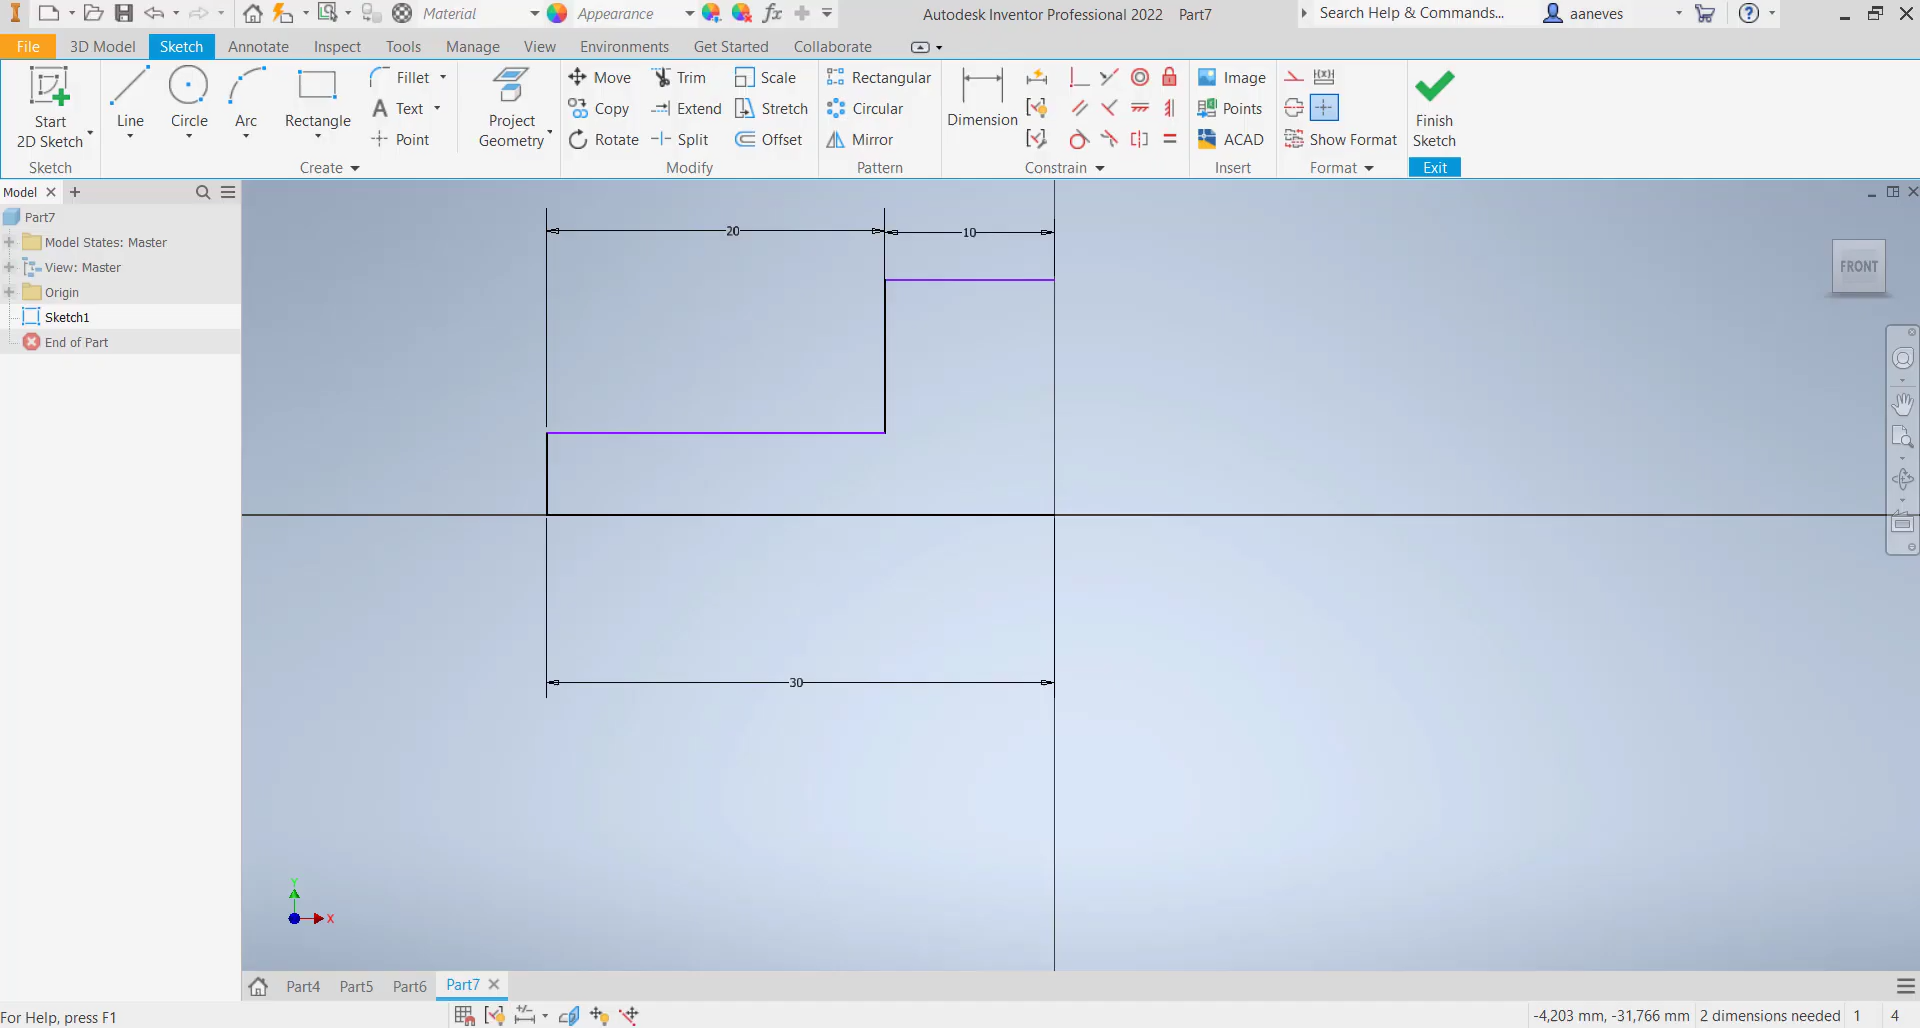 Material Appearance Autodesk Inventor Professional 2022 Part7 Search Help & Commands... aaneves
File 3D Model Sketch Annotate Inspect Tools Manage View Environments Get Started Collaborate
Start 2D Sketch
Line
Circle
Arc
Rectangle
Fillet
Text
Point
Project Geometry
Move
Copy
Rotate
Trim
Extend
Split
Scale
Stretch
Offset
Rectangular
Circular
Mirror
Dimension
Image
Points
ACAD
Show Format
Finish Sketch
Sketch Create Modify Pattern Constrain Insert Format Exit
Model
Part7
Model States: Master
View: Master
Origin
Sketch1
End of Part
20
10
30
FRONT
Y
X
Part4 Part5 Part6 Part7
For Help, press F1
-4,203 mm, -31,766 mm 2 dimensions needed 1 4